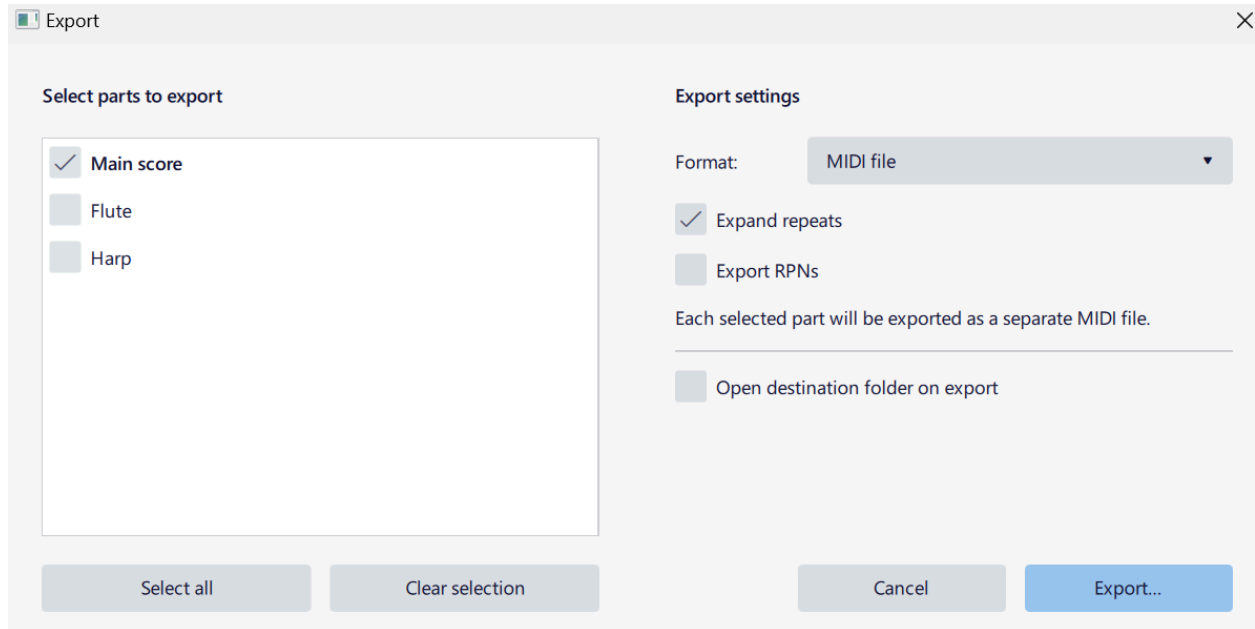 Export
Select parts to export
Main score
Flute
Harp
Select all
Clear selection
Export settings
Format:
MIDI file
Expand repeats
Export RPNs
Each selected part will be exported as a separate MIDI file.
Open destination folder on export
Cancel
Export...